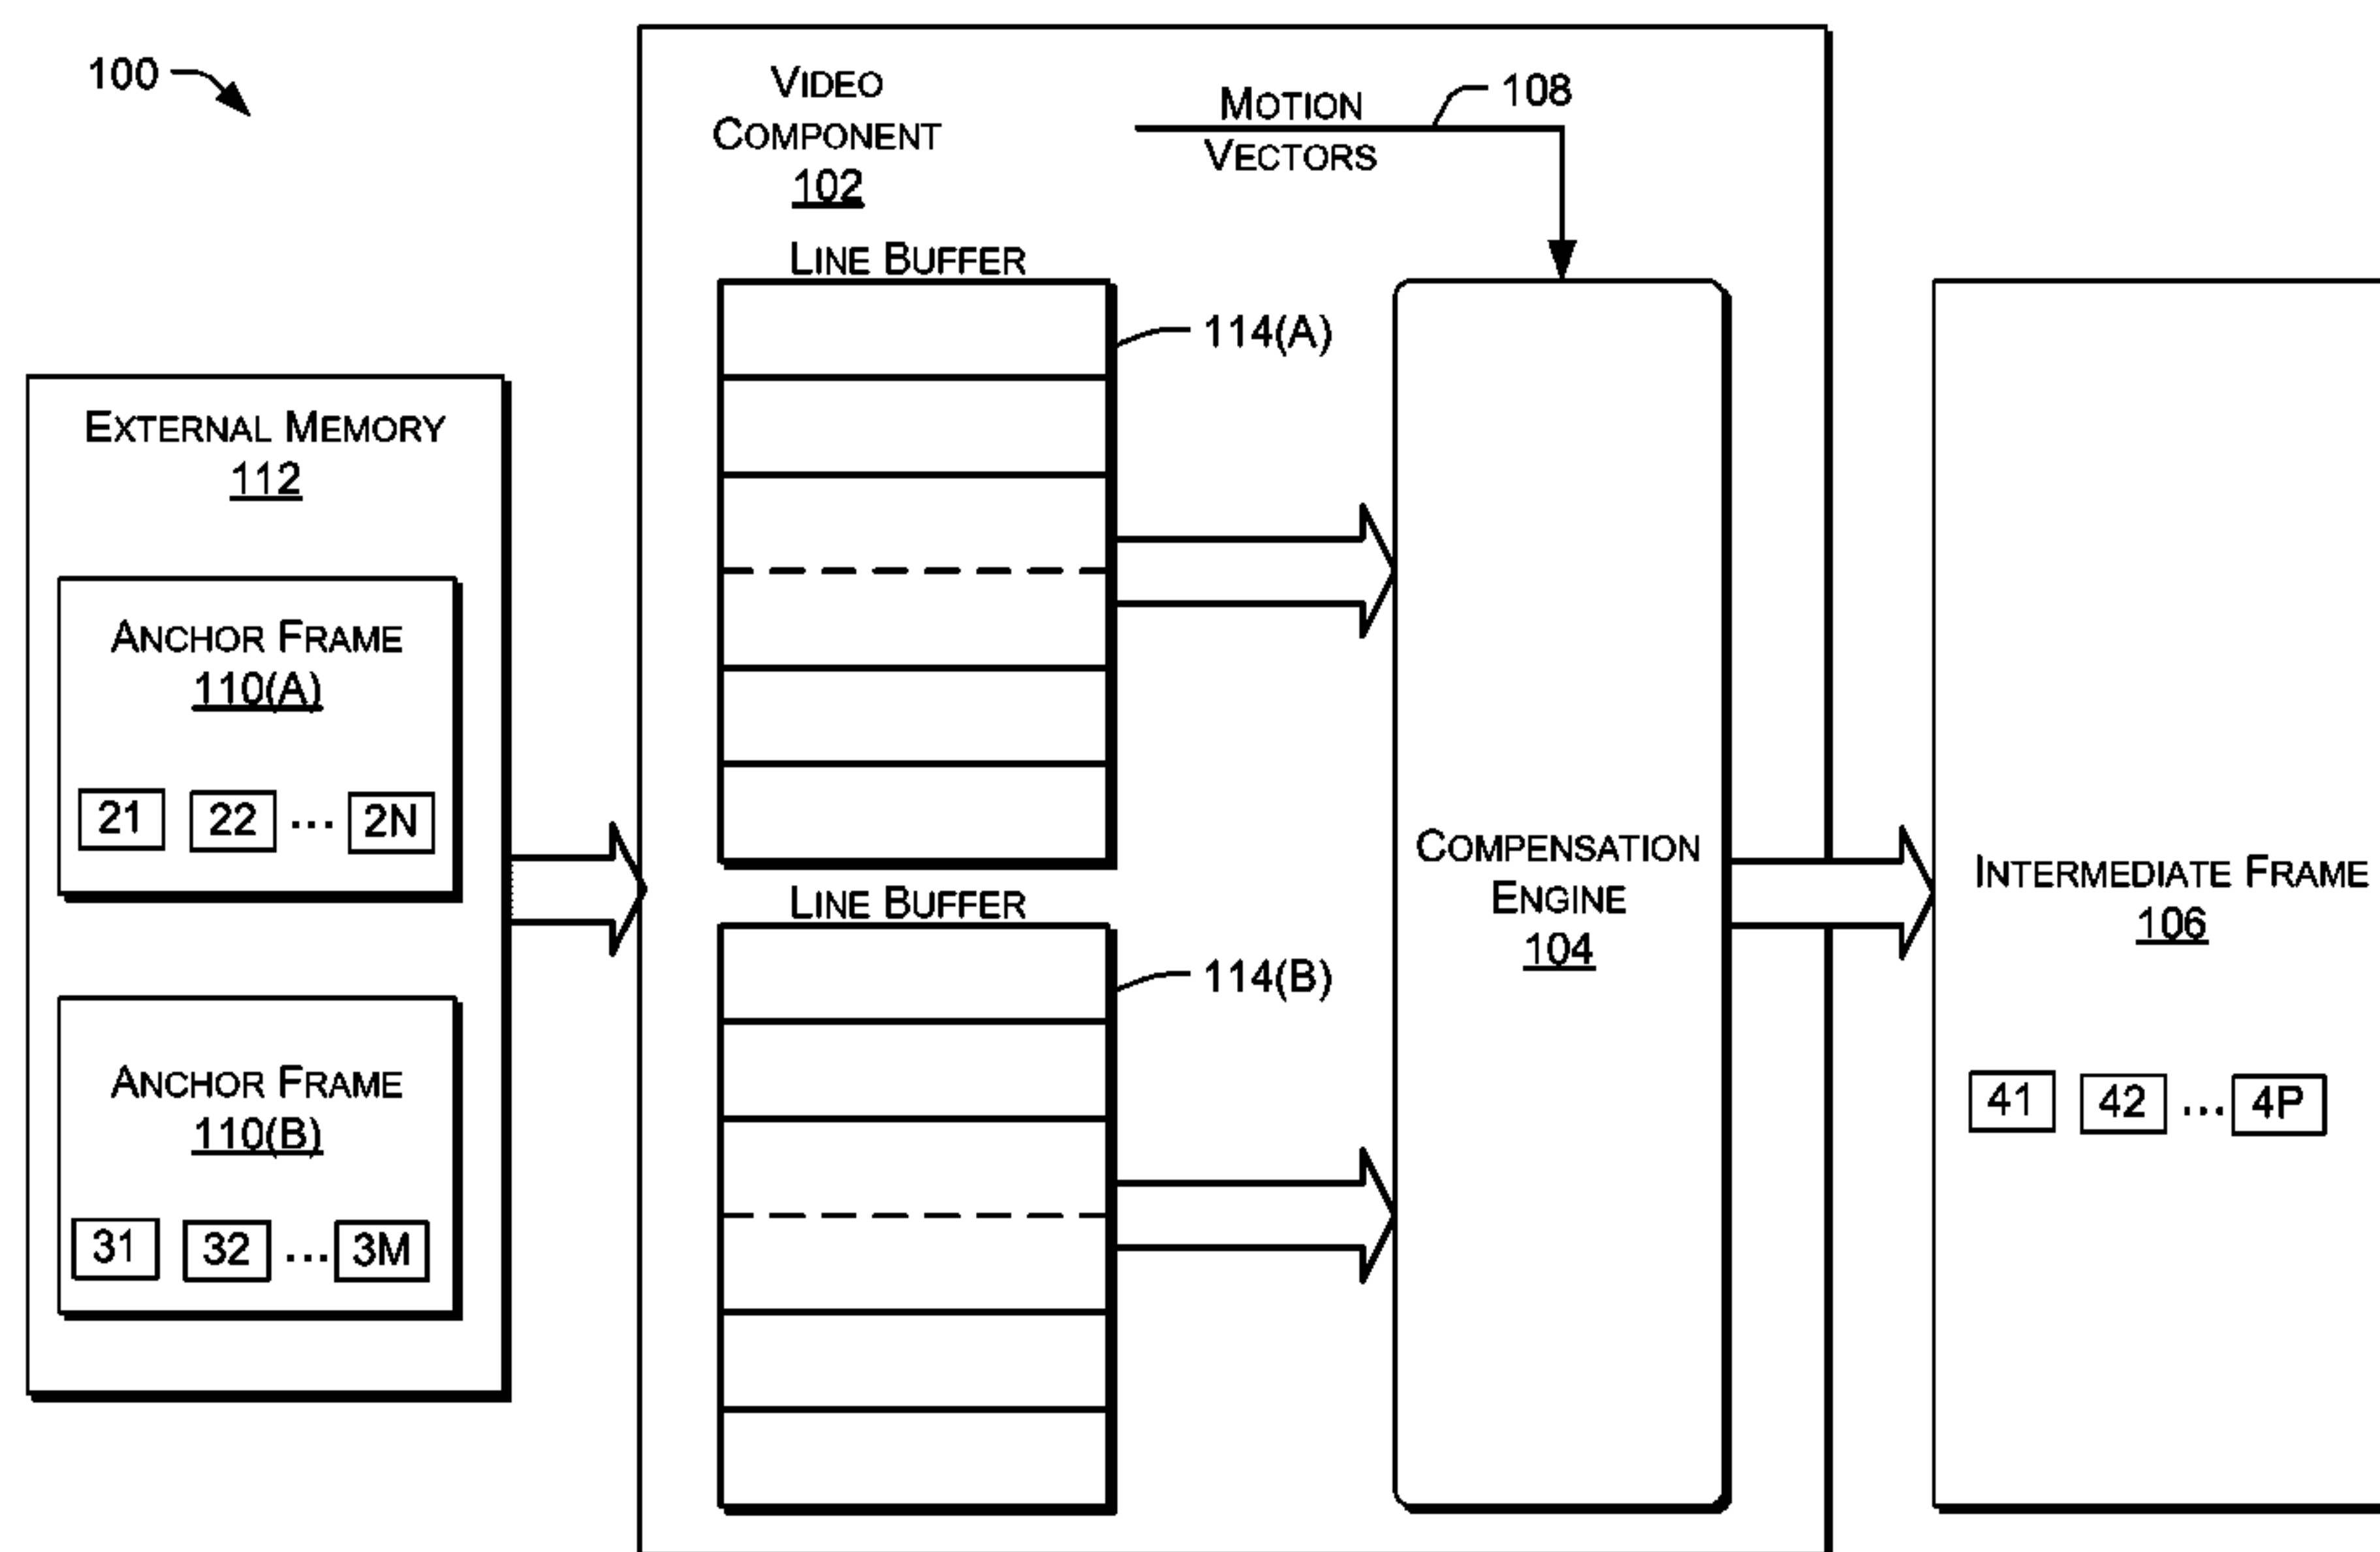 100
VIDEO
COMPONENT
102
MOTION
VECTORS
108
LINE BUFFER
114(A)
EXTERNAL MEMORY
112
ANCHOR FRAME
110(A)
21 22 ... 2N
ANCHOR FRAME
110(B)
31 32 ... 3M
LINE BUFFER
114(B)
COMPENSATION
ENGINE
104
INTERMEDIATE FRAME
106
41 42 ... 4P